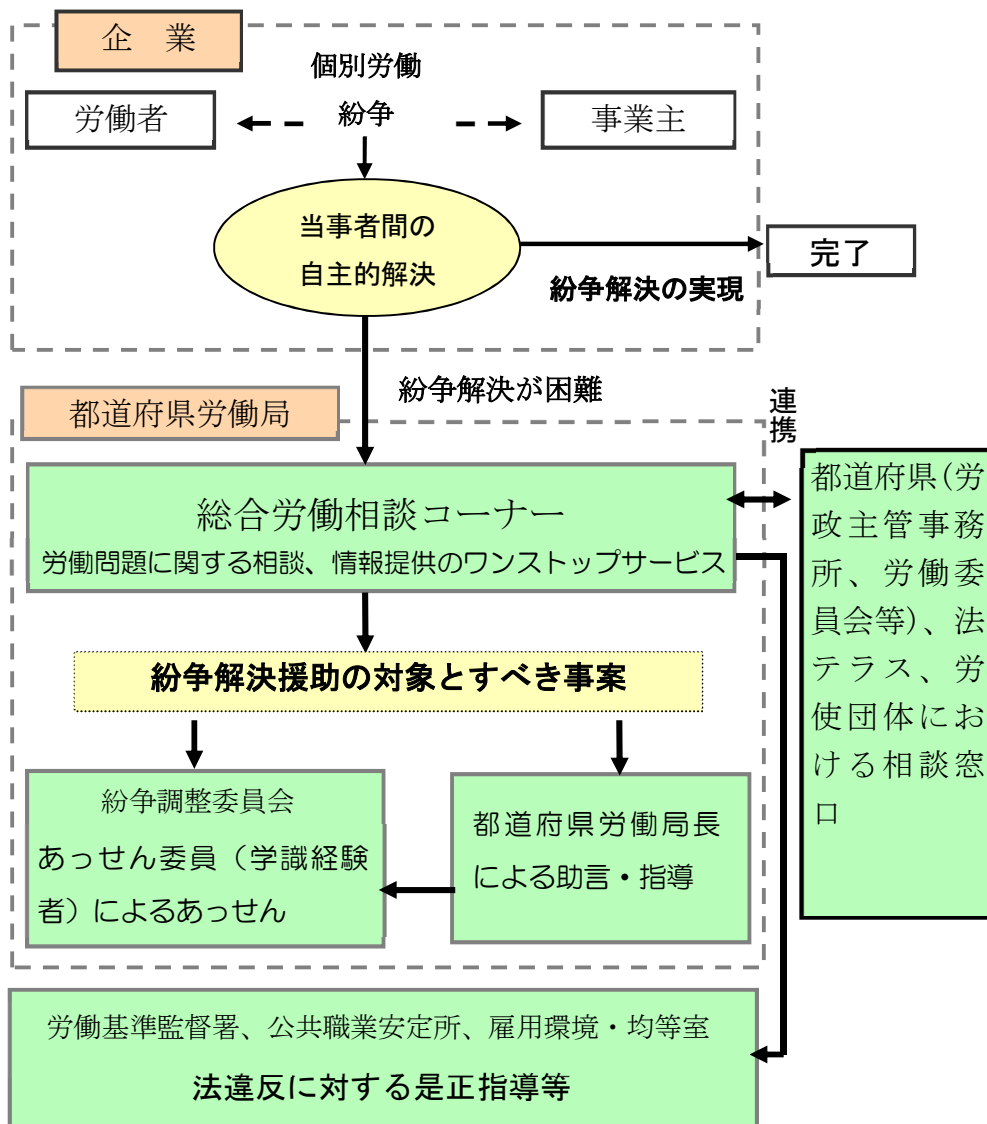 企　業
個別労働
紛争
労働者
事業主
当事者間の
自主的解決
完了
紛争解決の実現
紛争解決が困難
都道府県労働局
連携
総合労働相談コーナー
労働問題に関する相談、情報提供のワンストップサービス
都道府県(労
政主管事務
所、労働委
員会等)、法
テラス、労
使団体にお
ける相談窓
口
紛争解決援助の対象とすべき事案
紛争調整委員会
あっせん委員（学識経験
者）によるあっせん
都道府県労働局長
による助言・指導
労働基準監督署、公共職業安定所、雇用環境・均等室
法違反に対する是正指導等